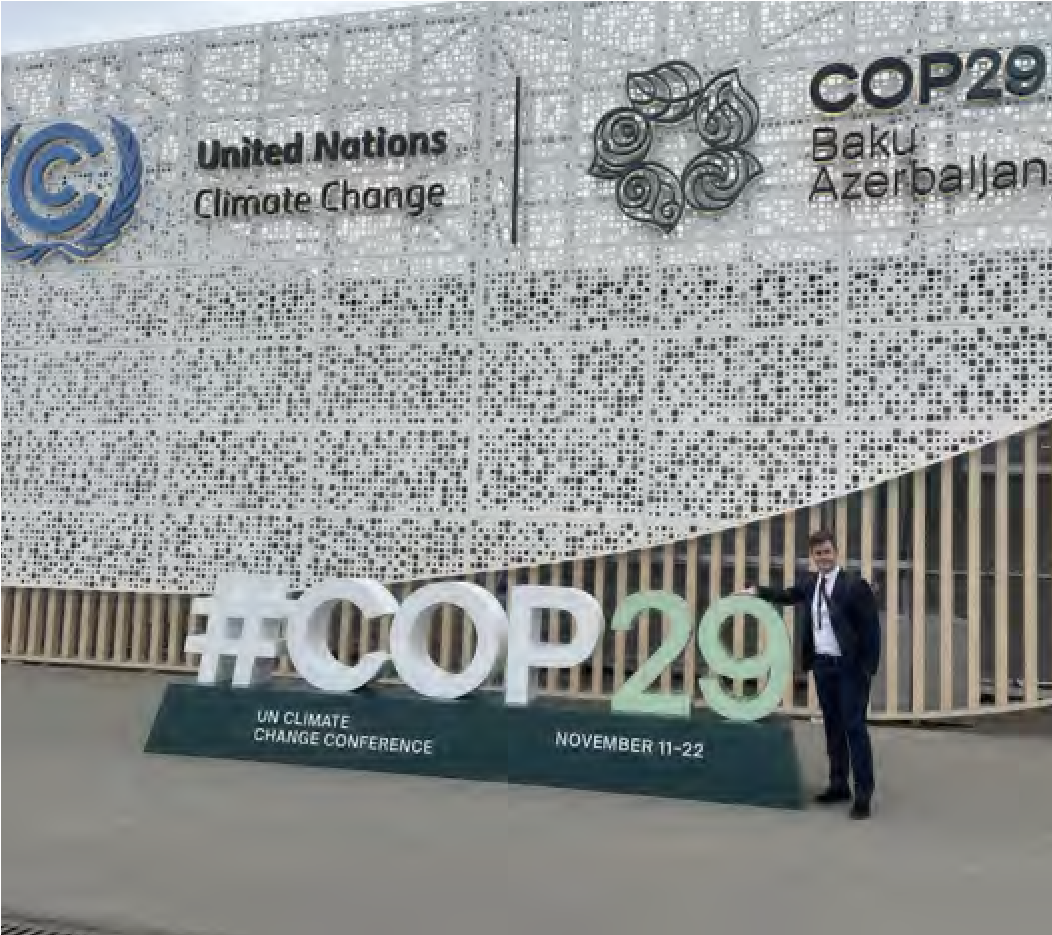 United Nations
Climate Change
COP29
Baku
Azerbaijan
#COP29
UN CLIMATE
CHANGE CONFERENCE
NOVEMBER 11-22